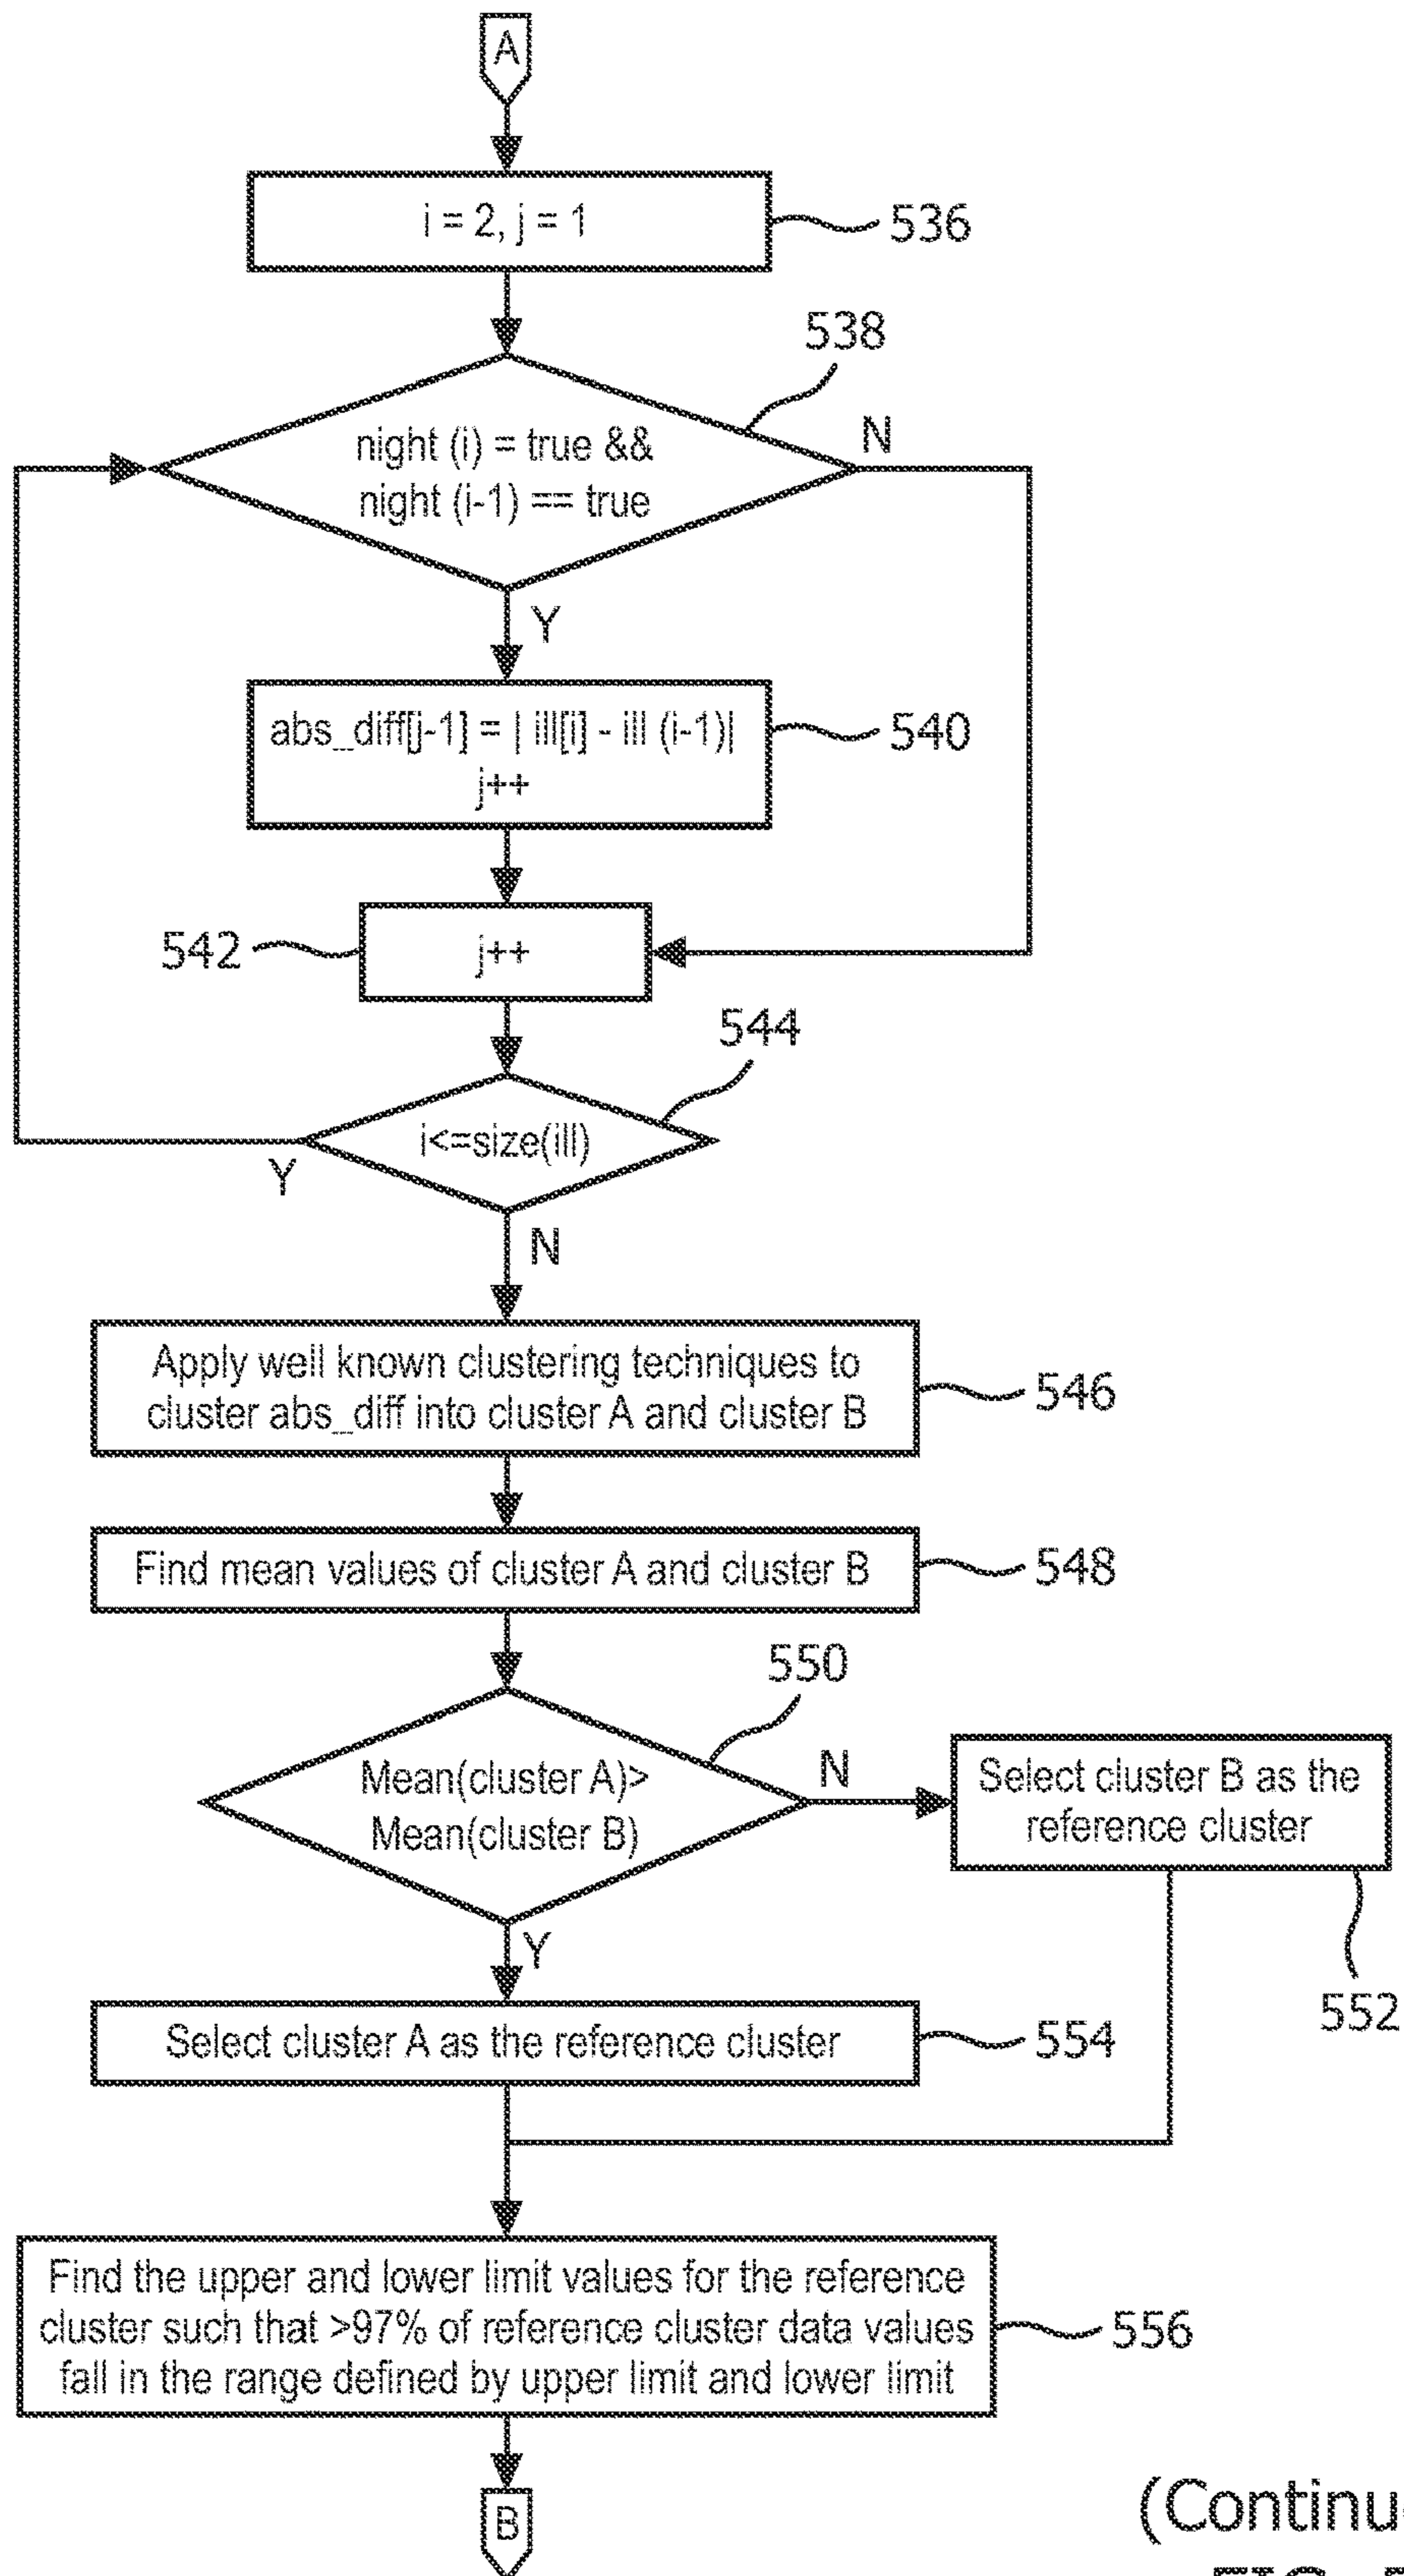 A
i = 2, j = 1
536
538
night (i) = true &&
night (i-1) == true
N
Y
abs_diff[j-1] = | ill[i] - ill (i-1)|
j++
540
542
j++
544
i<=size(ill)
Y
N
Apply well known clustering techniques to
cluster abs_diff into cluster A and cluster B
546
Find mean values of cluster A and cluster B
548
550
Mean(cluster A)>
Mean(cluster B)
N
Select cluster B as the
reference cluster
552
Y
Select cluster A as the reference cluster
554
Find the upper and lower limit values for the reference
cluster such that >97% of reference cluster data values
fall in the range defined by upper limit and lower limit
556
B